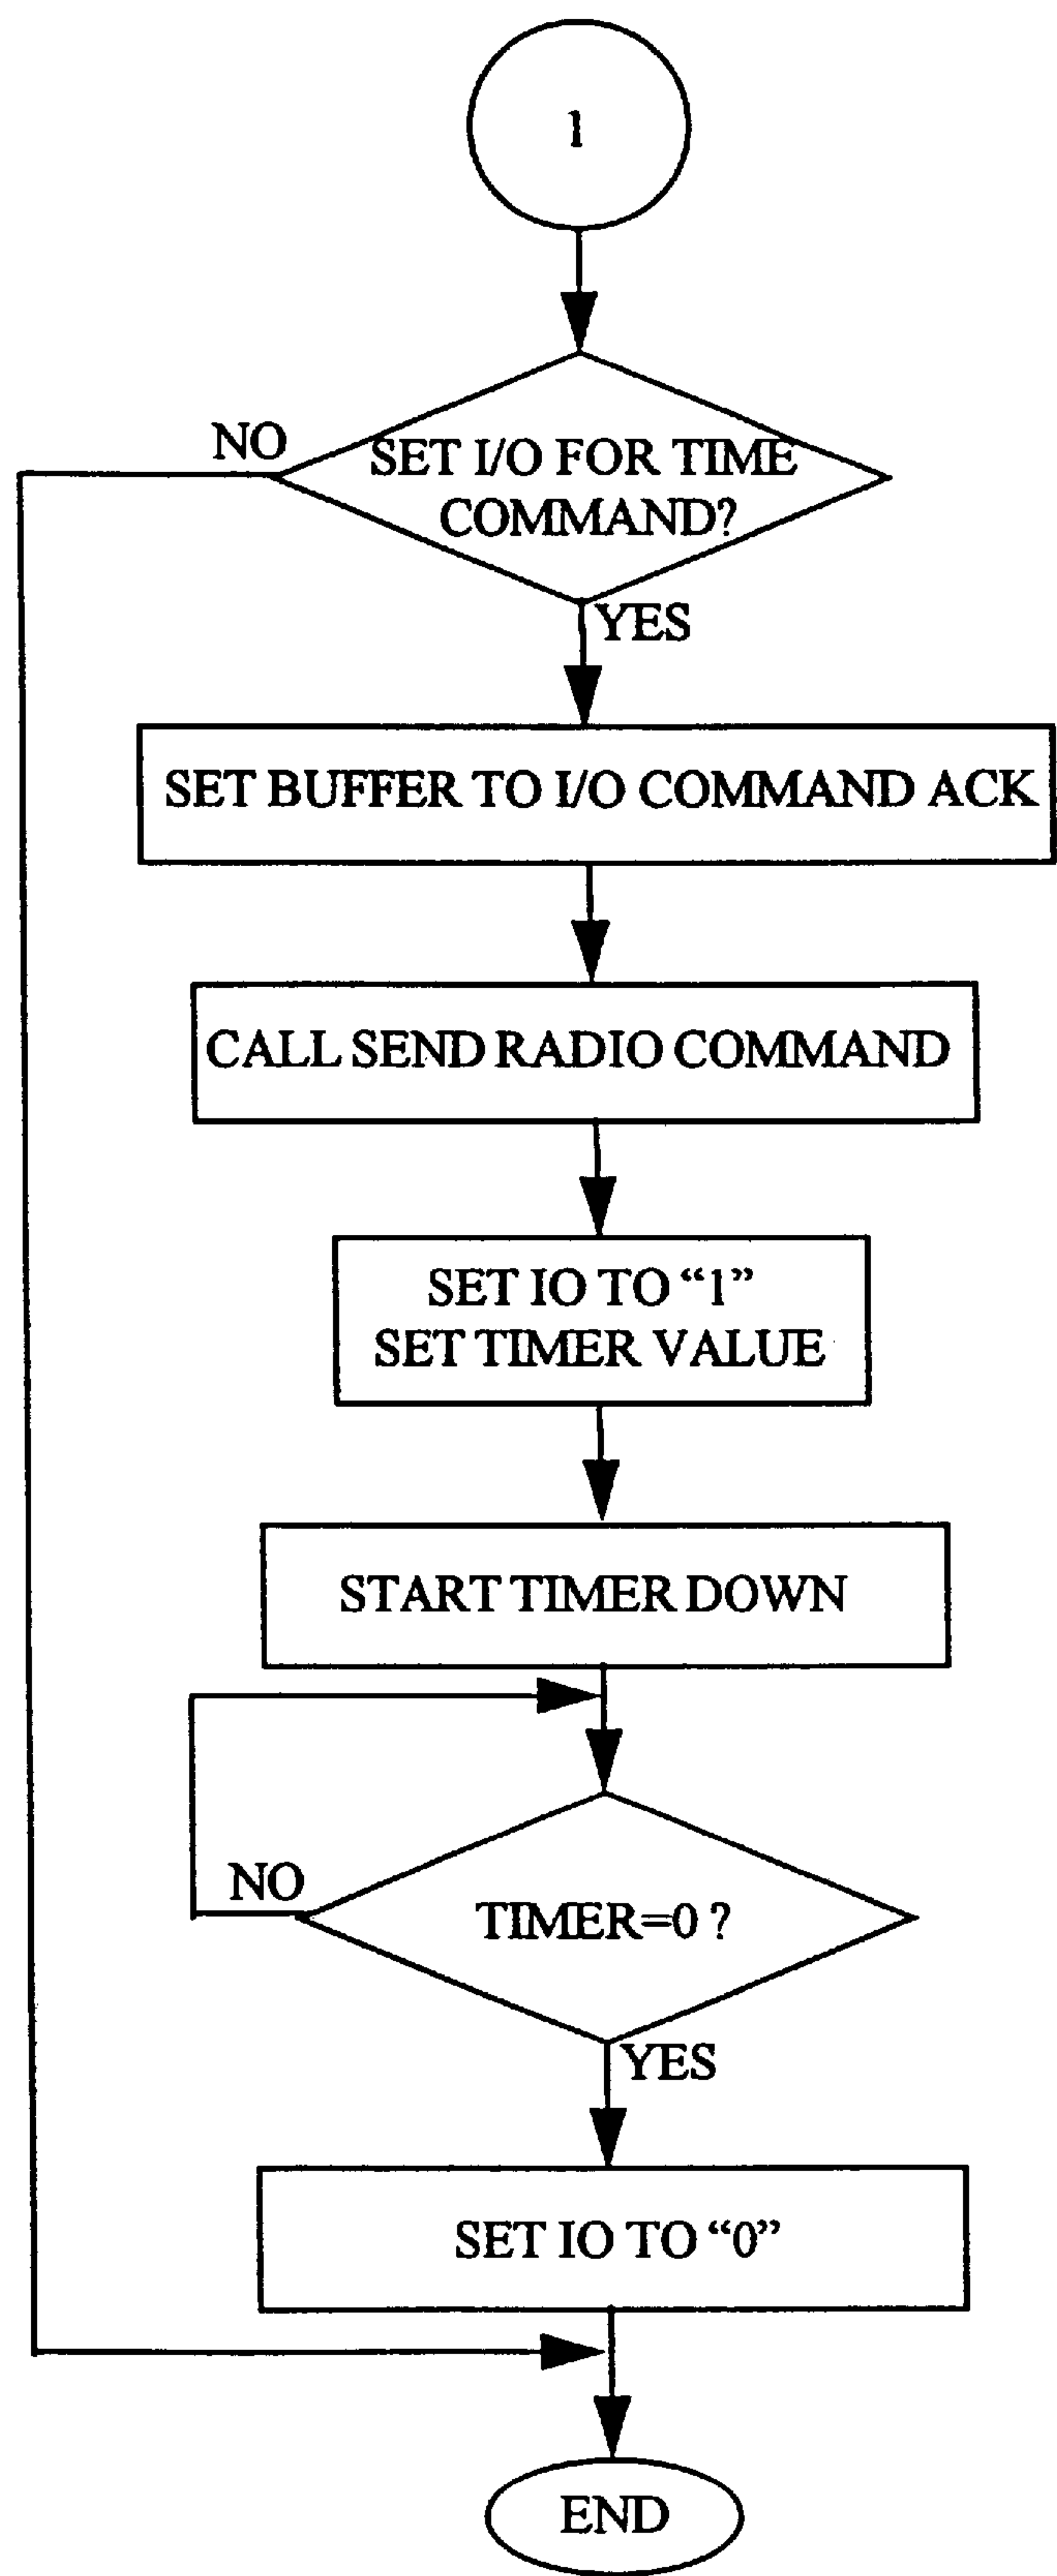 1
NO
SET I/O FOR TIME
COMMAND?
YES
SET BUFFER TO I/O COMMAND ACK
CALL SEND RADIO COMMAND
SET IO TO “1”
SET TIMER VALUE
START TIMER DOWN
NO
TIMER=0 ?
YES
SET IO TO “0”
END